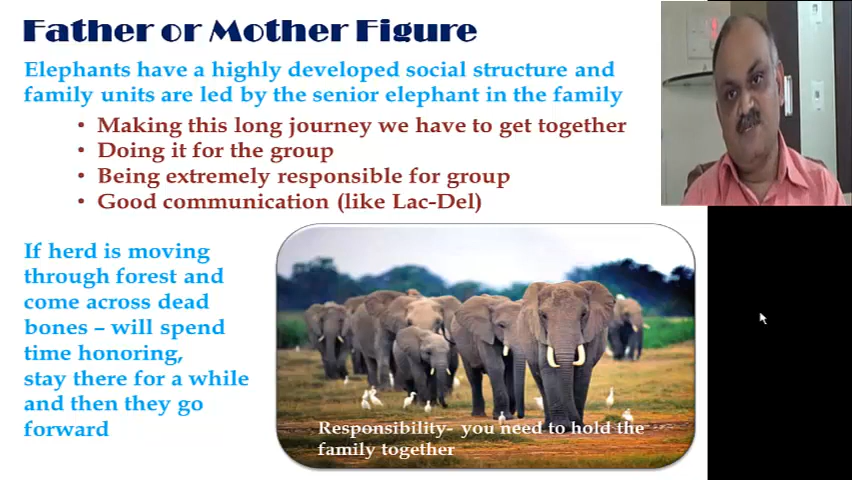 Father or Mother Figure
Elephants have a highly developed social structure and
family units are led by the senior elephant in the family
• Making this long journey we have to get together
• Doing it for the group
• Being extremely responsible for group
• Good communication (like Lac-Del)
If herd is moving
through forest and
come across dead
bones – will spend
time honoring,
stay there for a while
and then they go
forward
Responsibility- you need to hold the
family together